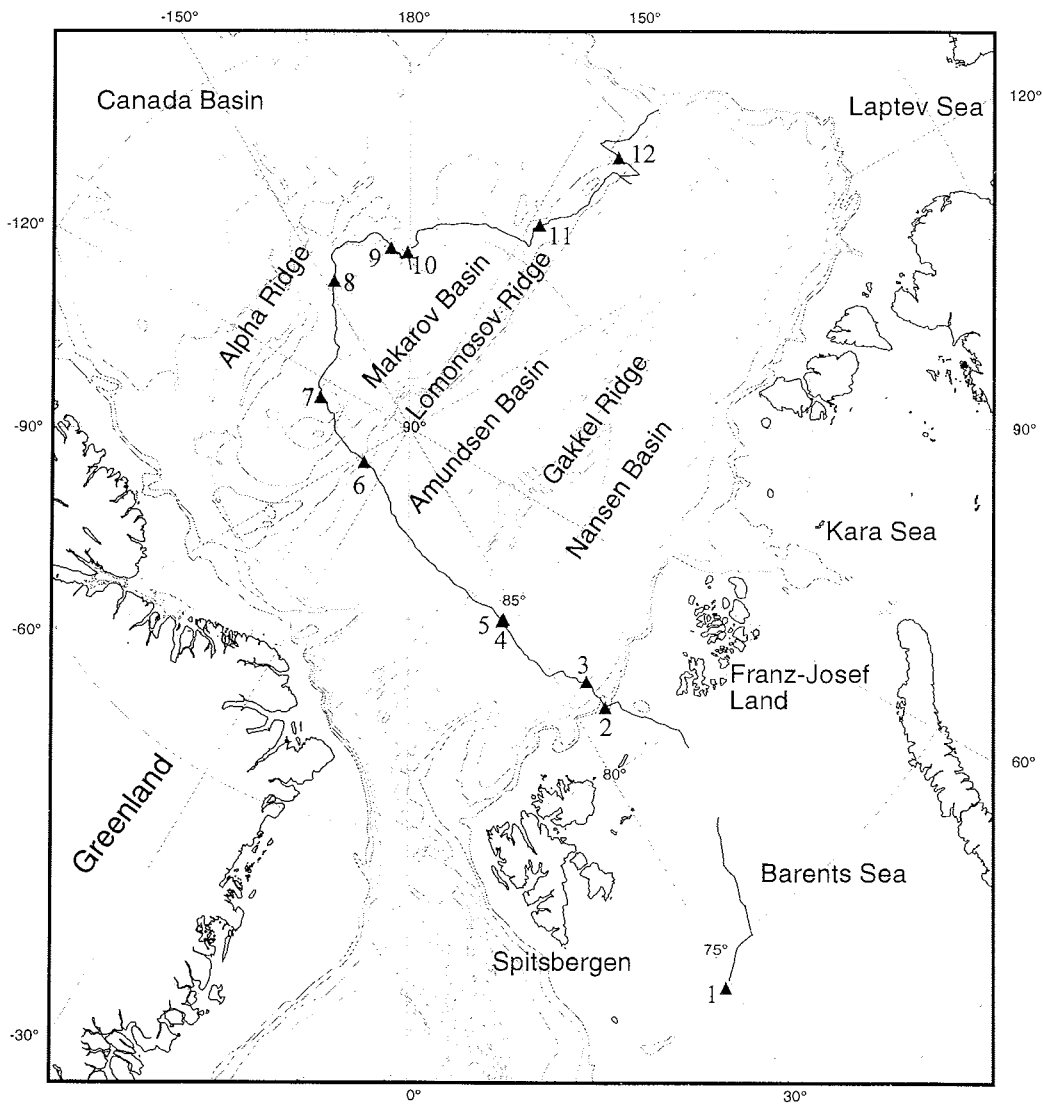 -150°
180°
150°
Canada Basin
120°
Laptev Sea
12
-120°
11
9
10
8
Alpha Ridge
Makarov Basin
Lomonosov Ridge
7
90°
-90°
90°
Amundsen Basin
Gakkel Ridge
Nansen Basin
6
Kara Sea
85°
5
4
-60°
3
Franz-Josef
Land
2
80°
60°
Greenland
Barents Sea
75°
Spitsbergen
1
-30°
0°
30°